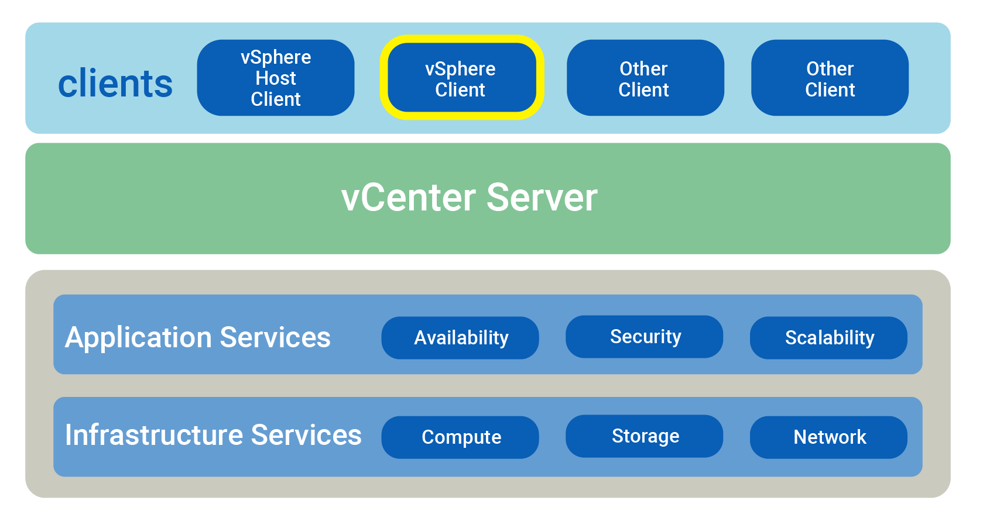 clients
vSphere
Host
Client
vSphere
Client
Other
Client
Other
Client
vCenter Server
Application Services
Availability
Security
Scalability
Infrastructure Services
Compute
Storage
Network